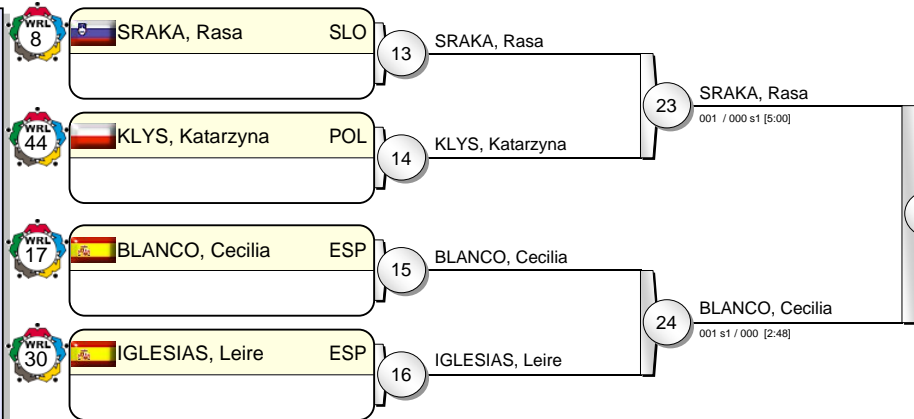 WRL
8
SRAKA, Rasa SLO
13
SRAKA, Rasa
23
SRAKA, Rasa
001 / 000 s1 [5:00]
WRL
44
KLYS, Katarzyna POL
14
KLYS, Katarzyna
WRL
17
BLANCO, Cecilia ESP
15
BLANCO, Cecilia
24
BLANCO, Cecilia
001 s1 / 000 [2:48]
WRL
30
IGLESIAS, Leire ESP
16
IGLESIAS, Leire